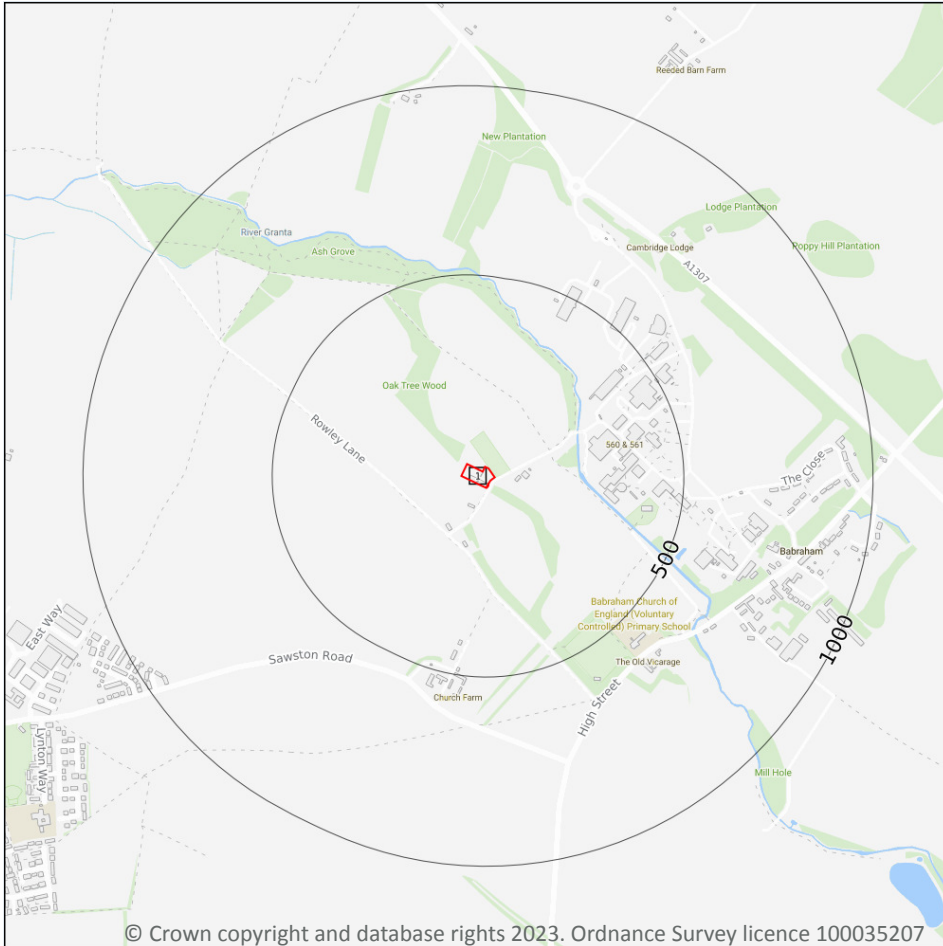 Reeded Barn Farm
New Plantation
Lodge Plantation
River Granta
Ash Grove
Cambridge Lodge
Poppy Hill Plantation
A1307
Oak Tree Wood
Rowley Lane
560 & 561
The Close
1
500
Babraham
Babraham Church of
England (Voluntary
Controlled) Primary School
East Way
Sawston Road
The Old Vicarage
1000
Church Farm
High Street
Lynton Way
Mill Hole
© Crown copyright and database rights 2023. Ordnance Survey licence 100035207